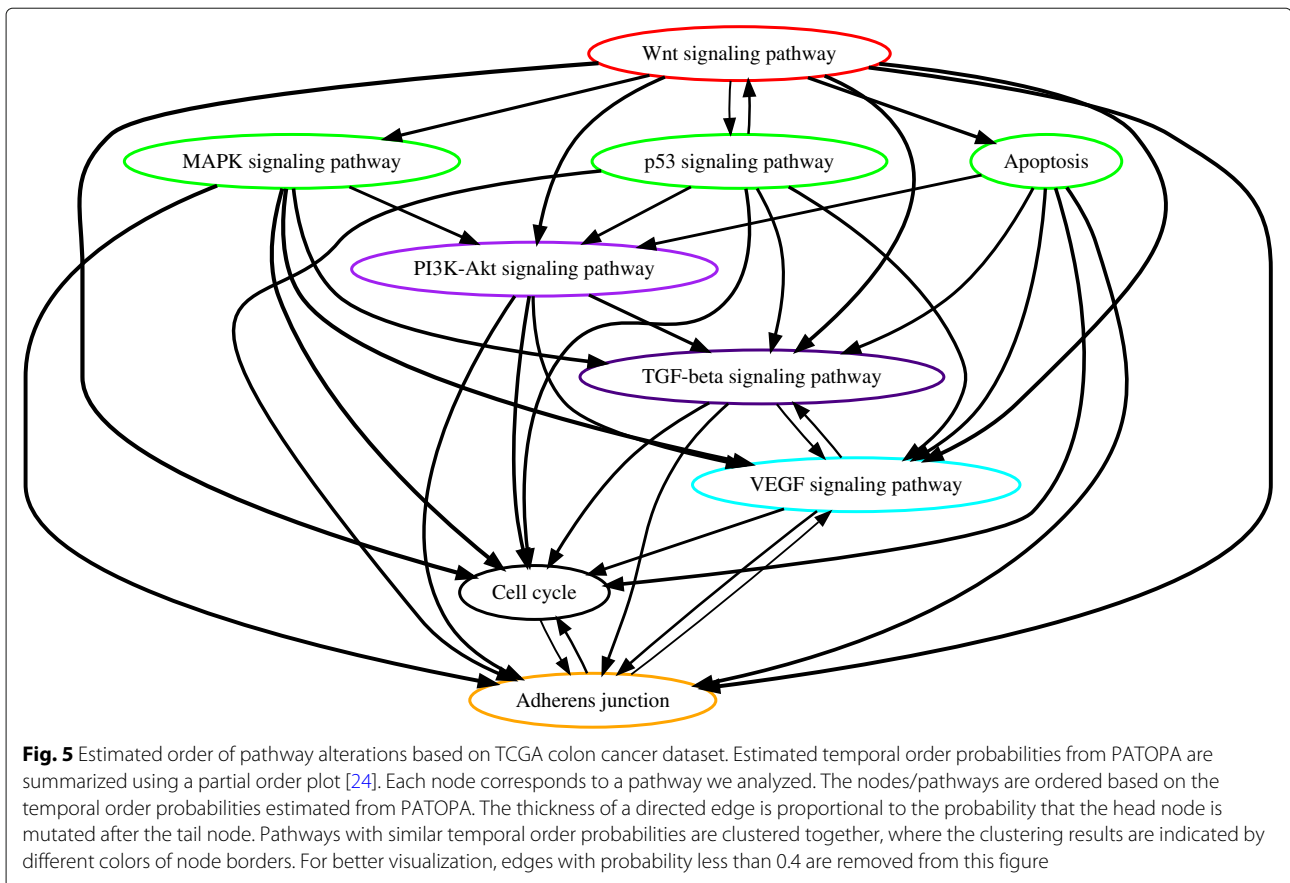 Wnt signaling pathway
MAPK signaling pathway
p53 signaling pathway
Apoptosis
PI3K-Akt signaling pathway
TGF-beta signaling pathway
VEGF signaling pathway
Cell cycle
Adherens junction
Fig. 5 Estimated order of pathway alterations based on TCGA colon cancer dataset. Estimated temporal order probabilities from PATOPA are
summarized using a partial order plot [24]. Each node corresponds to a pathway we analyzed. The nodes/pathways are ordered based on the
temporal order probabilities estimated from PATOPA. The thickness of a directed edge is proportional to the probability that the head node is
mutated after the tail node. Pathways with similar temporal order probabilities are clustered together, where the clustering results are indicated by
different colors of node borders. For better visualization, edges with probability less than 0.4 are removed from this figure